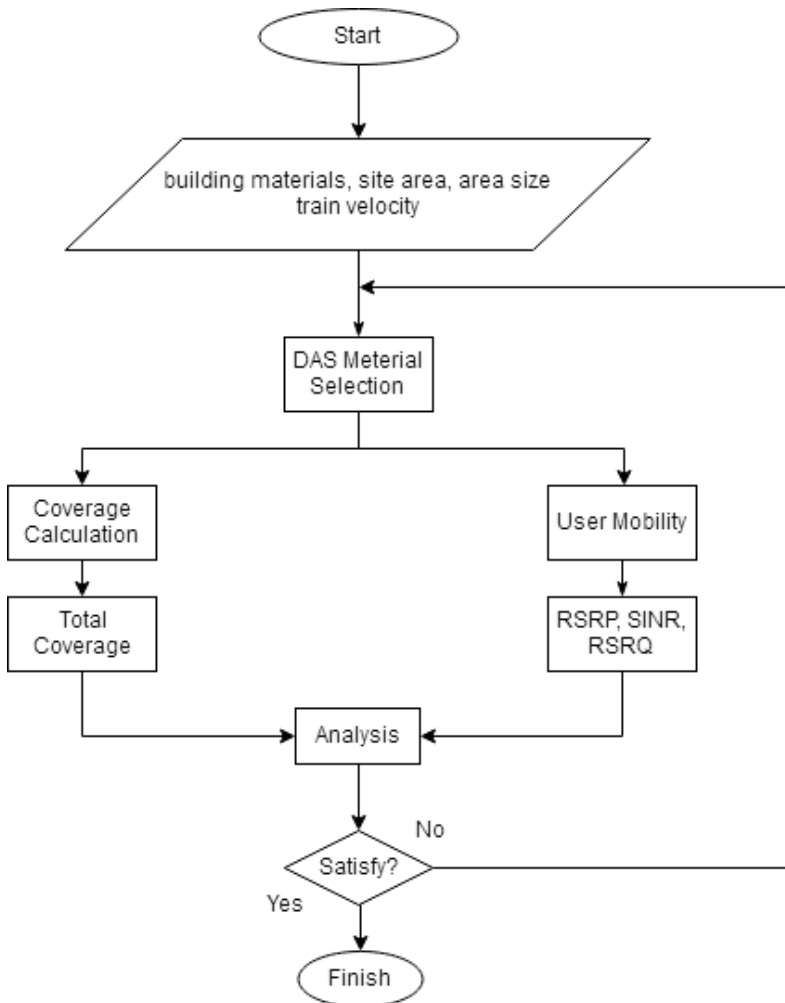 Start
building materials, site area, area size
train velocity
DAS Meterial
Selection
Coverage
Calculation
User Mobility
Total
Coverage
RSRP, SINR,
RSRQ
Analysis
No
Satisfy?
Yes
Finish